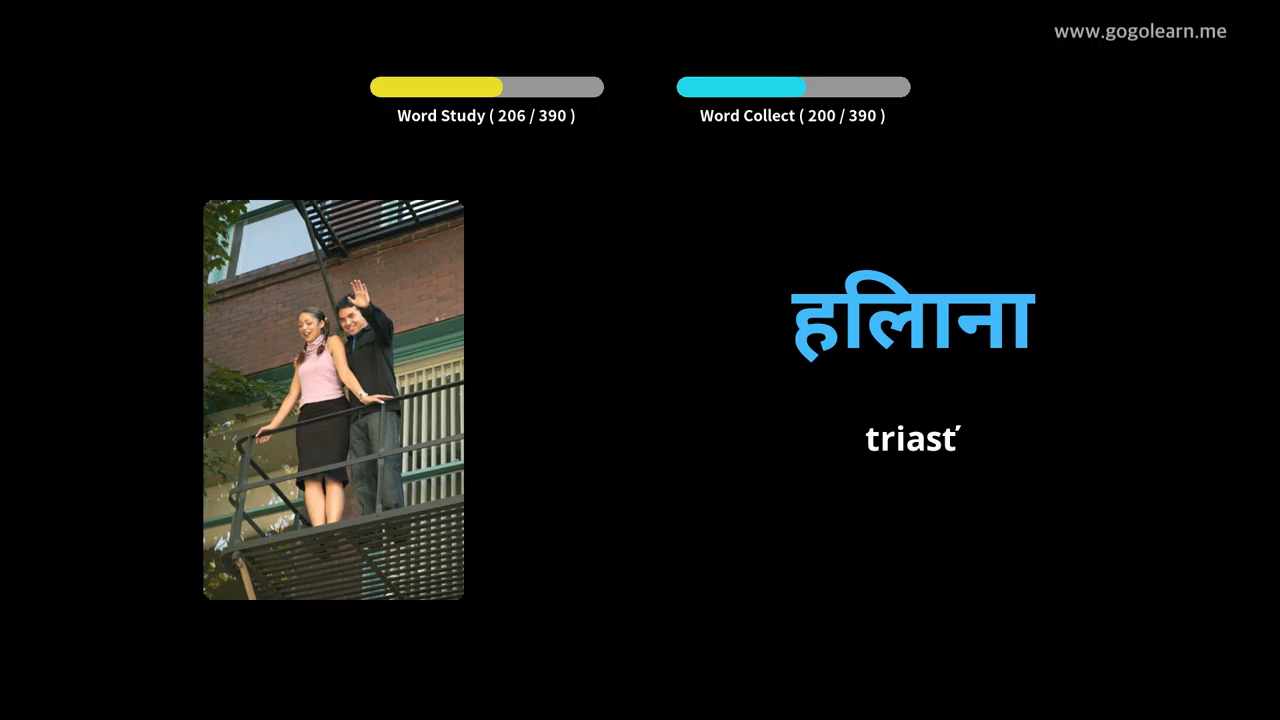 www.gogolearn.me
Word Study ( 206 / 390 )
Word Collect ( 200 / 390 )
हलिाना
triasť